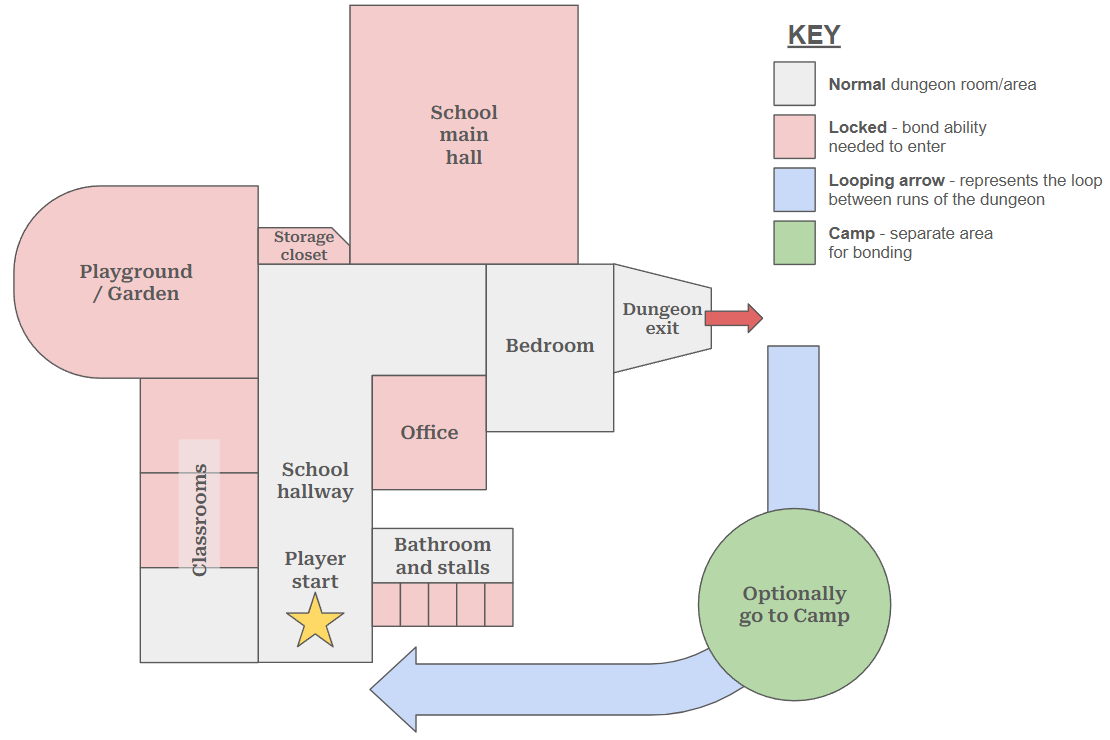 KEY
Normal dungeon room/area
Locked - bond ability
needed to enter
Looping arrow - represents the loop
between runs of the dungeon
Camp - separate area
for bonding
School
main
hall
Storage
closet
Playground
/ Garden
Dungeon
exit
Bedroom
Office
School
hallway
Classrooms
Bathroom
and stalls
Player
start
Optionally
go to Camp